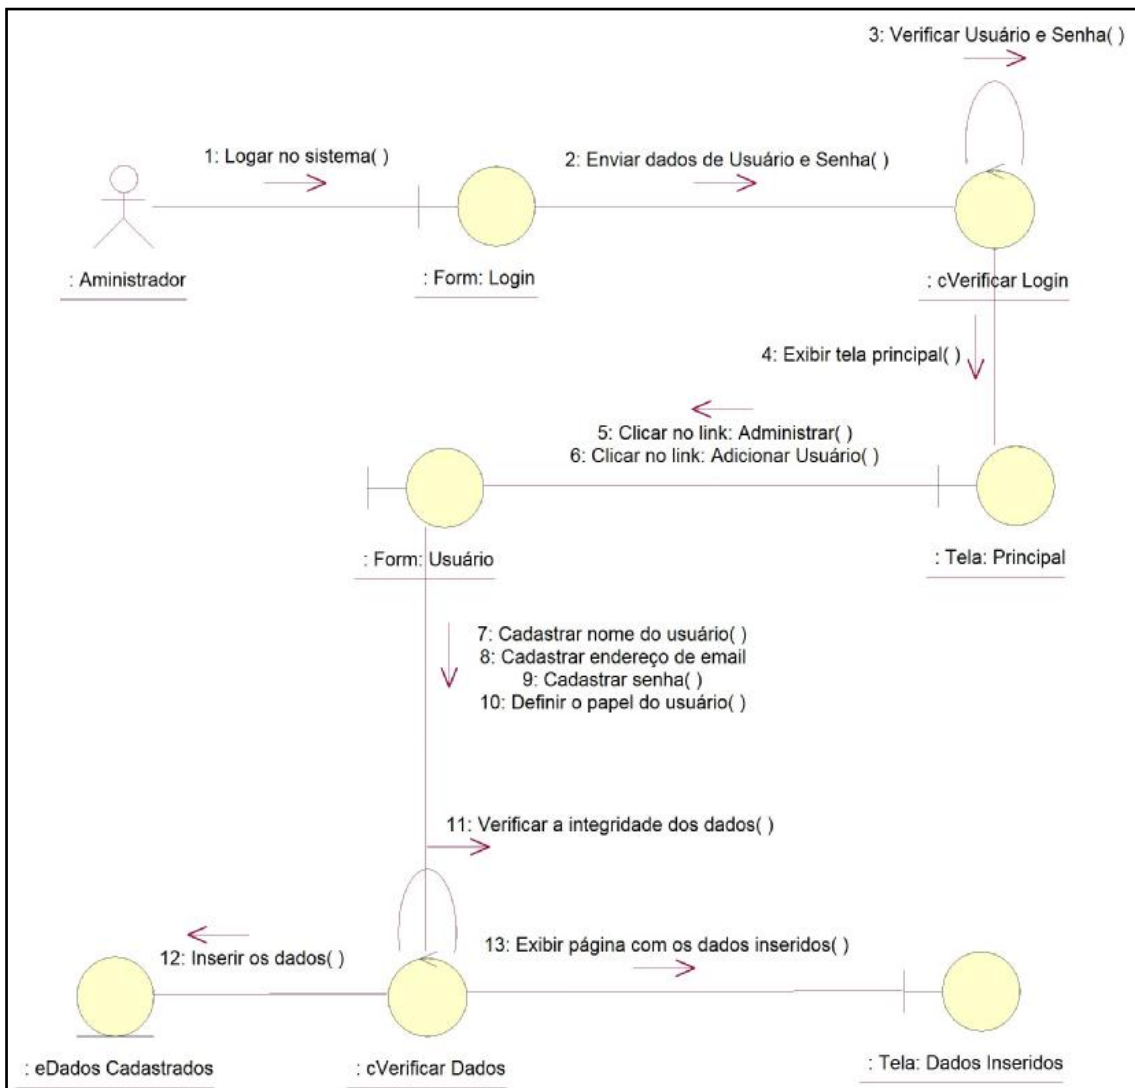 3: Verificar Usuário e Senha( )
1: Logar no sistema( )
2: Enviar dados de Usuário e Senha( )
: Aministrador
: Form: Login
: cVerificar Login
4: Exibir tela principal( )
5: Clicar no link: Administrar( )
6: Clicar no link: Adicionar Usuário( )
: Form: Usuário
: Tela: Principal
7: Cadastrar nome do usuário( )
8: Cadastrar endereço de email
9: Cadastrar senha( )
10: Definir o papel do usuário( )
11: Verificar a integridade dos dados( )
12: Inserir os dados( )
13: Exibir página com os dados inseridos( )
: eDados Cadastrados
: cVerificar Dados
: Tela: Dados Inseridos